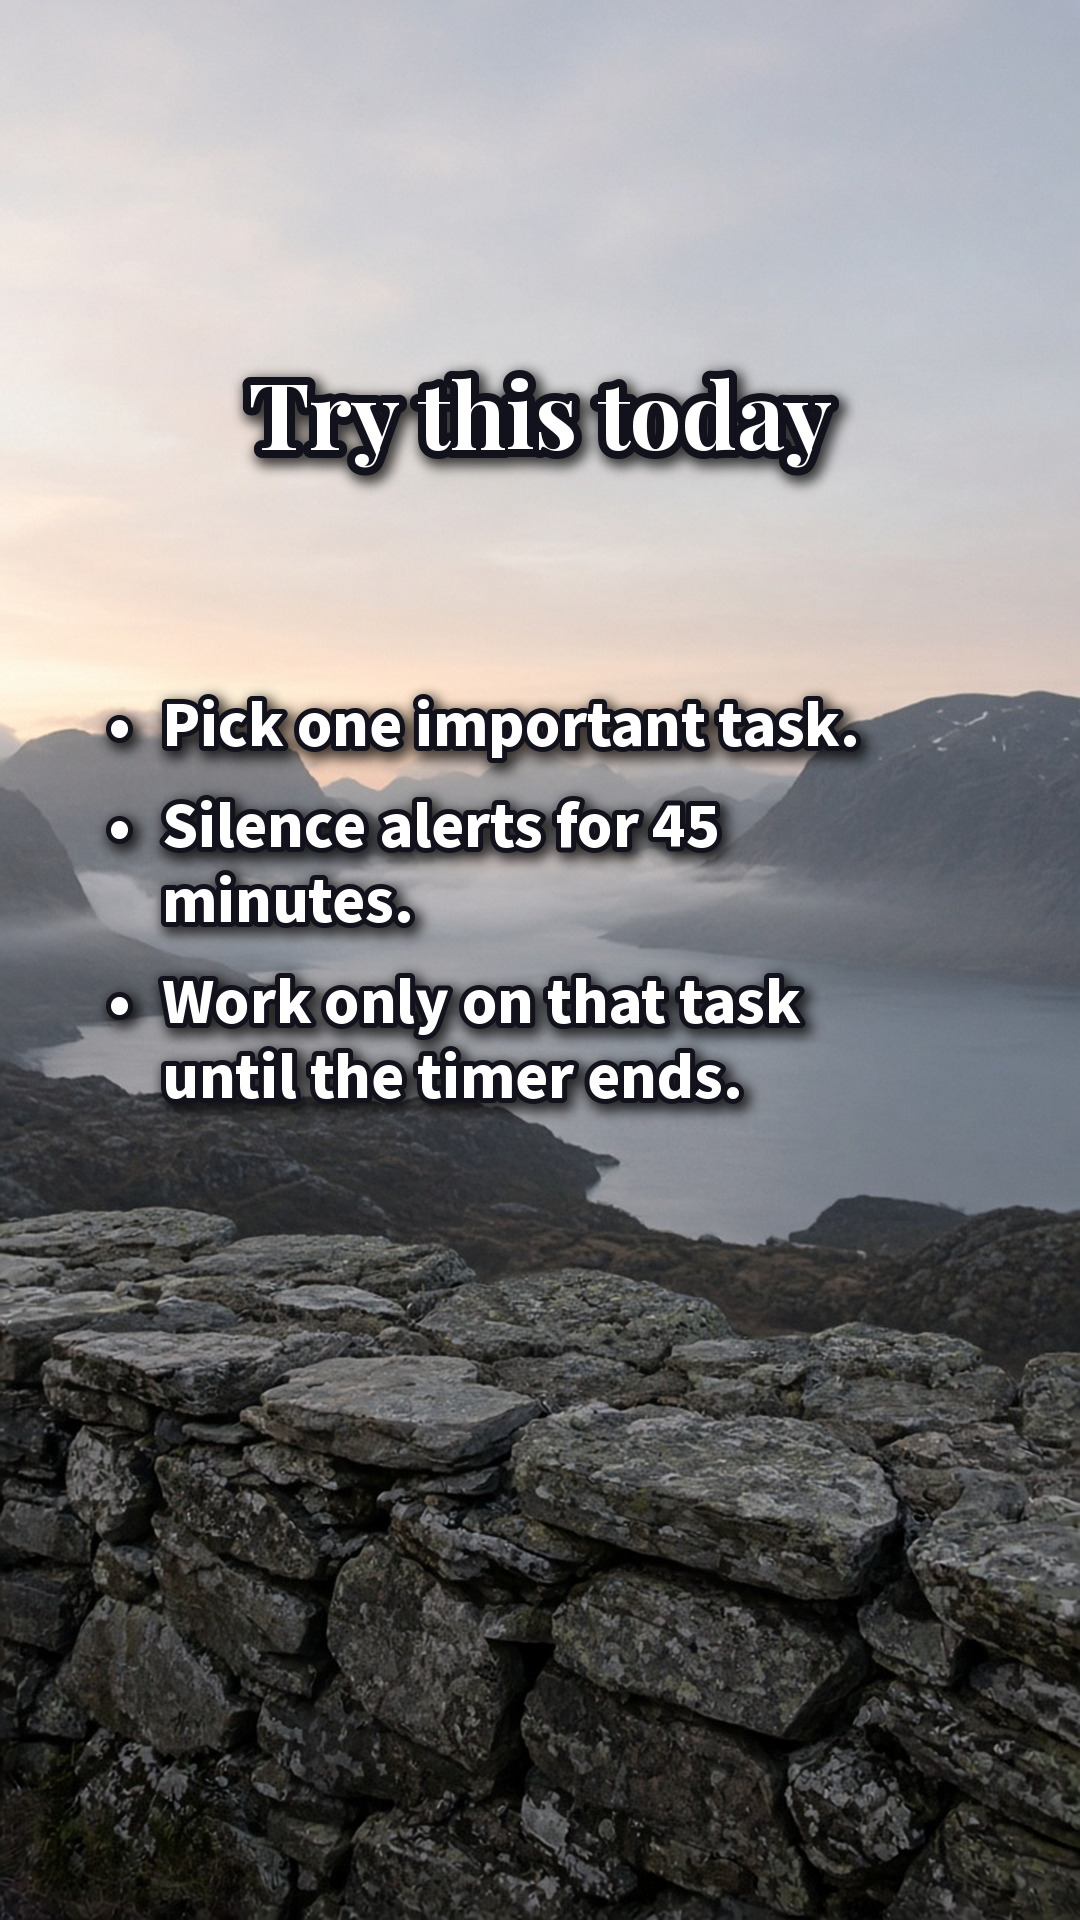 Try this today
• Pick one important task.
• Silence alerts for 45
minutes.
• Work only on that task
until the timer ends.